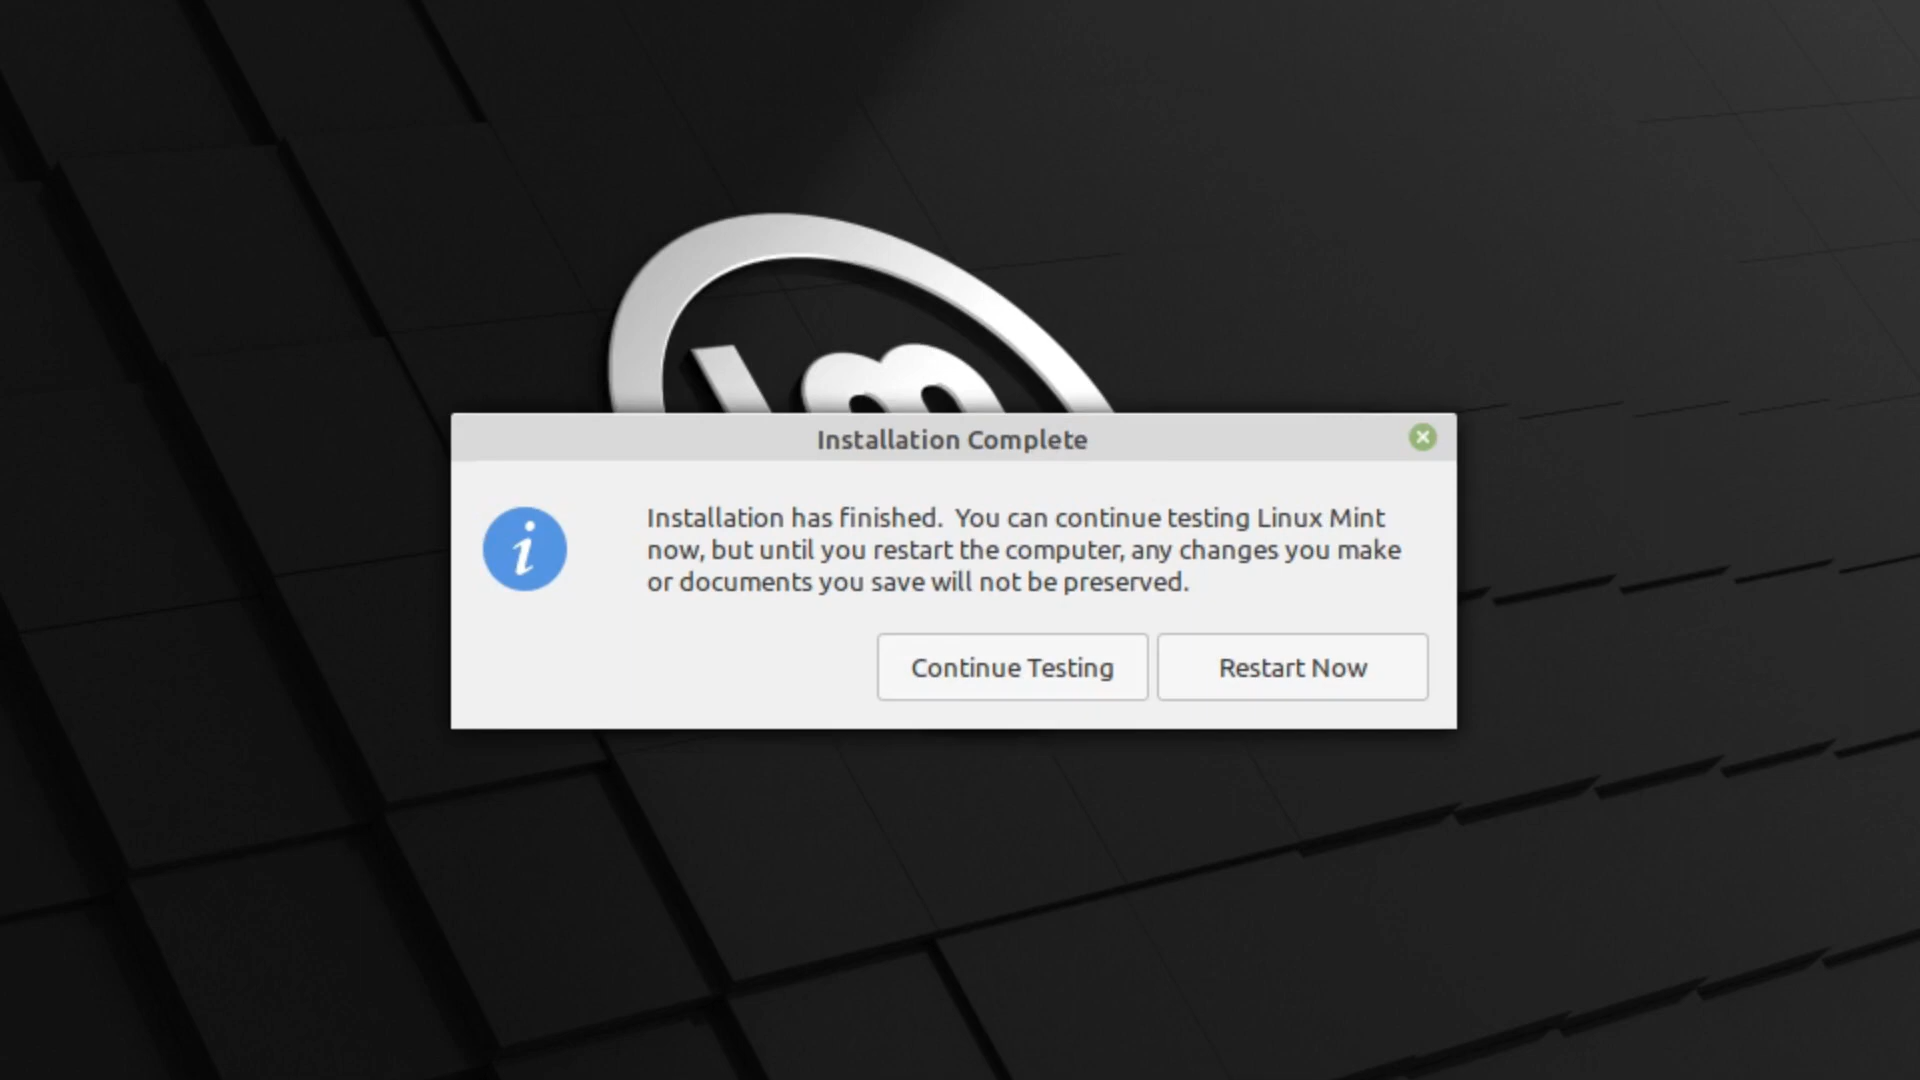 Installation Complete
Installation has finished. You can continue testing Linux Mint
now, but until you restart the computer, any changes you make
or documents you save will not be preserved.
Continue Testing
Restart Now